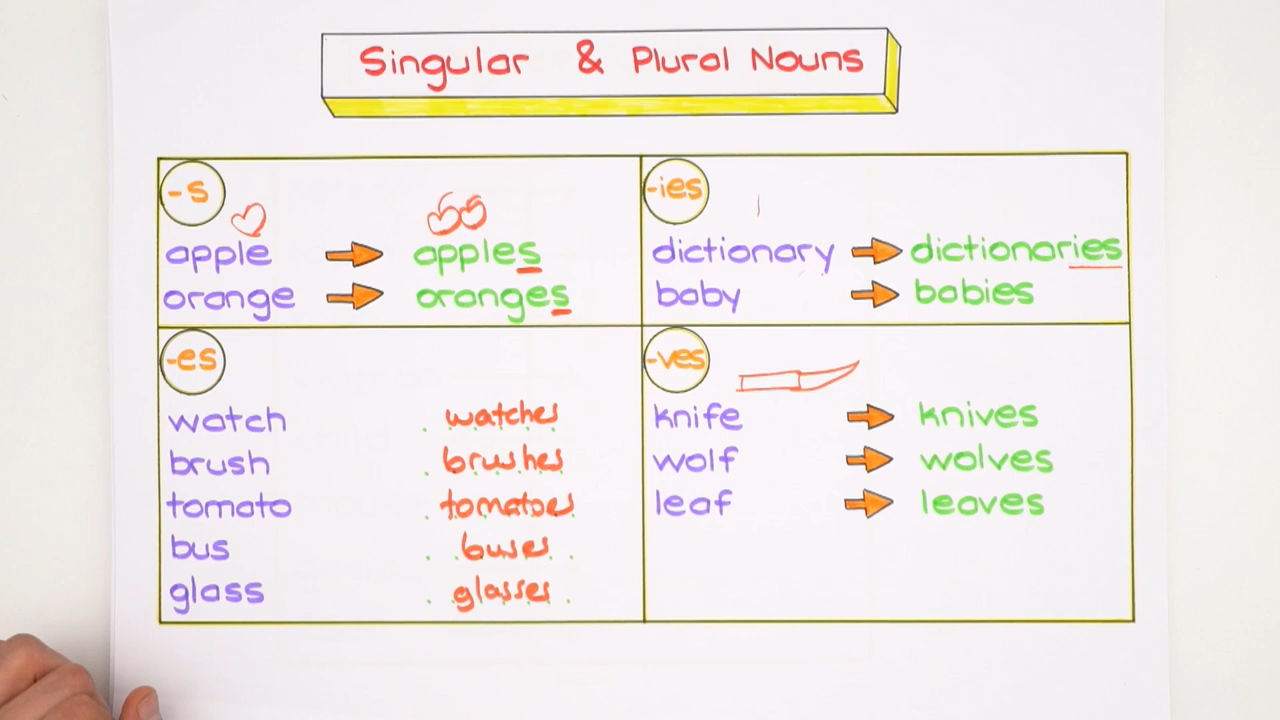 Singular & Plural Nouns
-s
apple apples
orange oranges
-ies
dictionary dictionaries
baby babies
-es
watch watches
brush brushes
tomato tomatoes
bus buses
glass glasses
-ves
knife knives
wolf wolves
leaf leaves